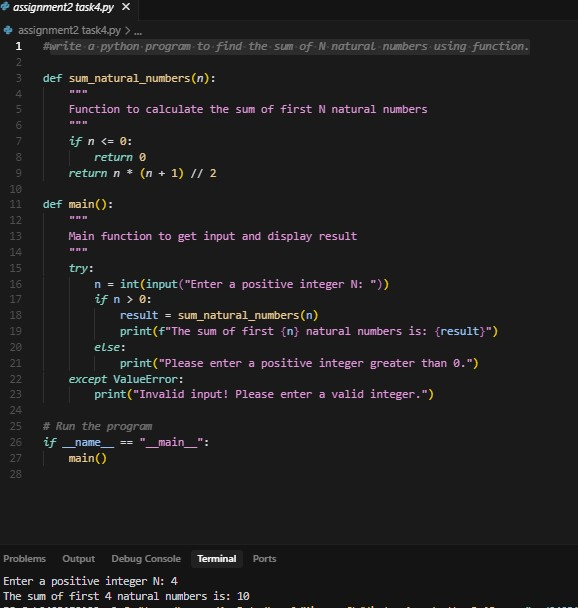 assignment2 task4.py ×
assignment2 task4.py > ...
1 #write a python program to find the sum of N natural numbers using function.
2
3 def sum_natural_numbers(n):
4 """
5 Function to calculate the sum of first N natural numbers
6 """
7 if n <= 0:
8 return 0
9 return n * (n + 1) // 2
10
11 def main():
12 """
13 Main function to get input and display result
14 """
15 try:
16 n = int(input("Enter a positive integer N: "))
17 if n > 0:
18 result = sum_natural_numbers(n)
19 print(f"The sum of first {n} natural numbers is: {result}")
20 else:
21 print("Please enter a positive integer greater than 0.")
22 except ValueError:
23 print("Invalid input! Please enter a valid integer.")
24
25 # Run the program
26 if __name__ == "__main__":
27 main()
28
Problems Output Debug Console Terminal Ports
Enter a positive integer N: 4
The sum of first 4 natural numbers is: 10